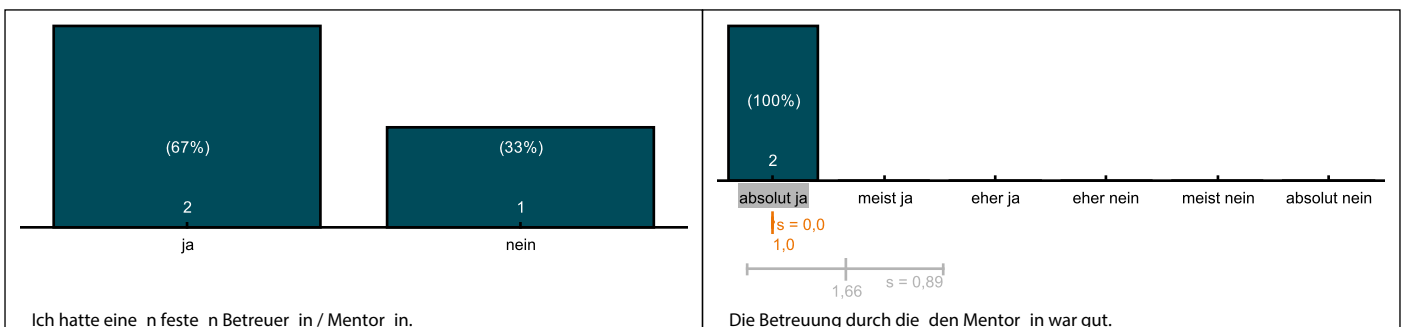 (67%)
2
ja
(33%)
1
nein
Ich hatte eine n feste n Betreuer in / Mentor in.
(100%)
2
absolut ja
meist ja
eher ja
eher nein
meist nein
absolut nein
s = 0,0
1,0
s = 0,89
1,66
Die Betreuung durch die den Mentor in war gut.